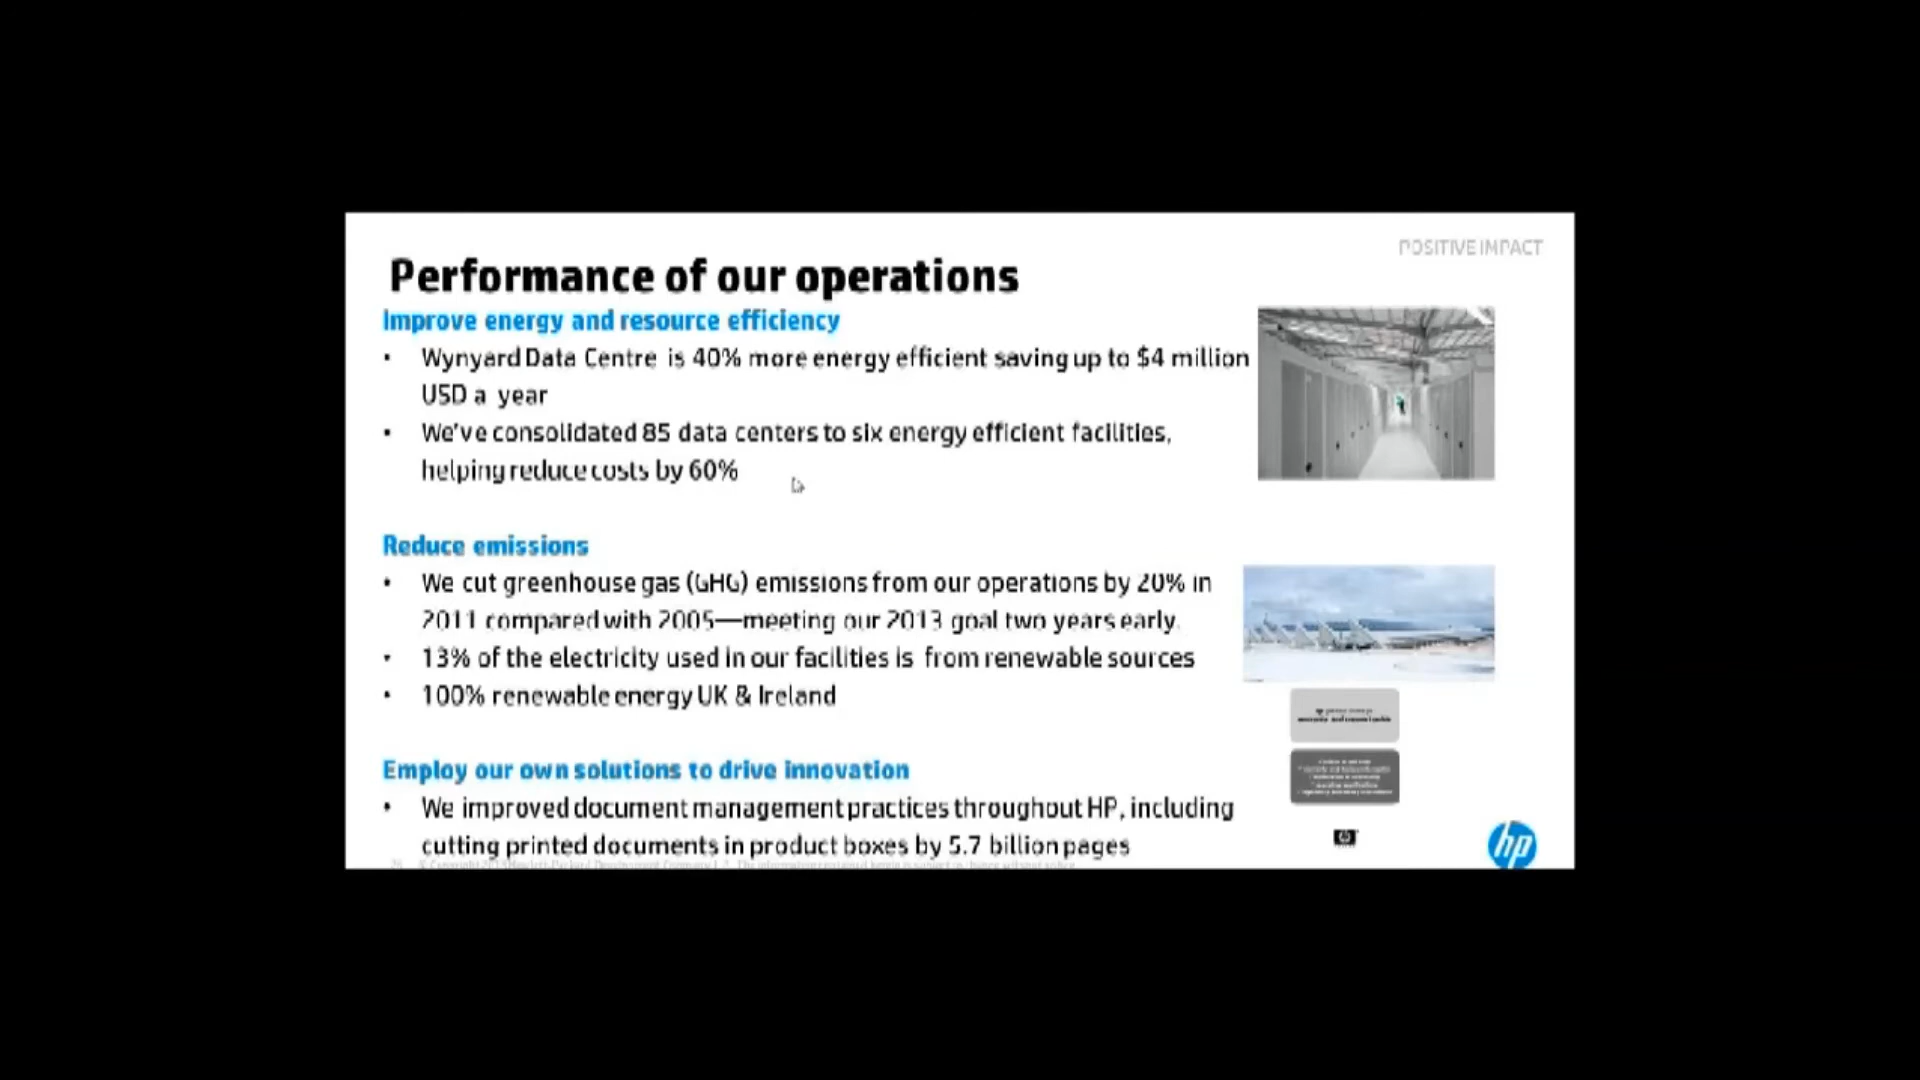 POSITIVE IMPACT
Performance of our operations
Improve energy and resource efficiency
• Wynyard Data Centre is 40% more energy efficient saving up to $4 million
USD a year
• We've consolidated 85 data centers to six energy efficient facilities,
helping reduce costs by 60%
Reduce emissions
• We cut greenhouse gas (GHG) emissions from our operations by 20% in
2011 compared with 2005—meeting our 2013 goal two years early.
• 13% of the electricity used in our facilities is from renewable sources
• 100% renewable energy UK & Ireland
Employ our own solutions to drive innovation
• We improved document management practices throughout HP, including
cutting printed documents in product boxes by 5.7 billion pages
hp